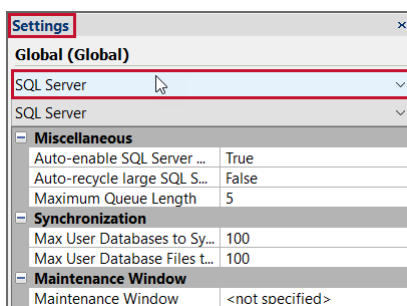 Settings
Global (Global)
SQL Server
SQL Server
Miscellaneous
Auto-enable SQL Server ... True
Auto-recycle large SQL S... False
Maximum Queue Length 5
Synchronization
Max User Databases to Sy... 100
Max User Database Files t... 100
Maintenance Window
Maintenance Window <not specified>